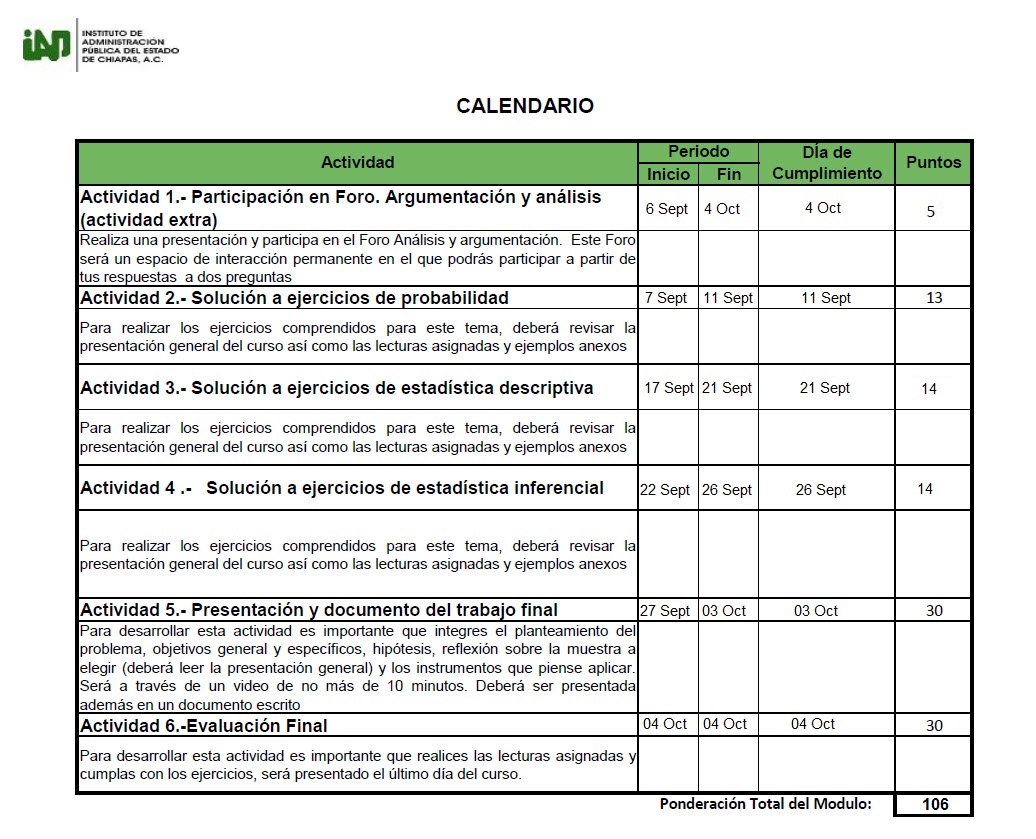 INSTITUTO DE
ADMINISTRACIÓN
PÚBLICA DEL ESTADO
DE CHIAPAS, A.C.
CALENDARIO
Actividad
Periodo
Inicio
Fin
DÍa de
Cumplimiento
Puntos
Actividad 1.- Participación en Foro. Argumentación y análisis
(actividad extra)
6 Sept
4 Oct
4 Oct
5
Realiza una presentación y participa en el Foro Análisis y argumentación. Este Foro
será un espacio de interacción permanente en el que podrás participar a partir de
tus respuestas a dos preguntas
Actividad 2.- Solución a ejercicios de probabilidad
7 Sept
11 Sept
11 Sept
13
Para realizar los ejercicios comprendidos para este tema, deberá revisar la
presentación general del curso así como las lecturas asignadas y ejemplos anexos
Actividad 3.- Solución a ejercicios de estadística descriptiva
17 Sept
21 Sept
21 Sept
14
Para realizar los ejercicios comprendidos para este tema, deberá revisar la
presentación general del curso así como las lecturas asignadas y ejemplos anexos
Actividad 4 .- Solución a ejercicios de estadística inferencial
22 Sept
26 Sept
26 Sept
14
Para realizar los ejercicios comprendidos para este tema, deberá revisar la
presentación general del curso así como las lecturas asignadas y ejemplos anexos
Actividad 5.- Presentación y documento del trabajo final
27 Sept
03 Oct
03 Oct
30
Para desarrollar esta actividad es importante que integres el planteamiento del
problema, objetivos general y específicos, hipótesis, reflexión sobre la muestra a
elegir (deberá leer la presentación general) y los instrumentos que piense aplicar.
Será a través de un video de no más de 10 minutos. Deberá ser presentada
además en un documento escrito
Actividad 6.-Evaluación Final
04 Oct
04 Oct
04 Oct
30
Para desarrollar esta actividad es importante que realices las lecturas asignadas y
cumplas con los ejercicios, será presentado el último día del curso.
Ponderación Total del Modulo:
106